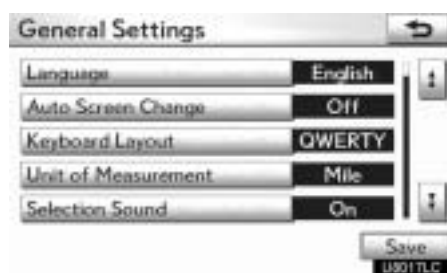 General Settings
Language English
Auto Screen Change Off
Keyboard Layout QWERTY
Unit of Measurement Mile
Selection Sound On
Save
U8017LC